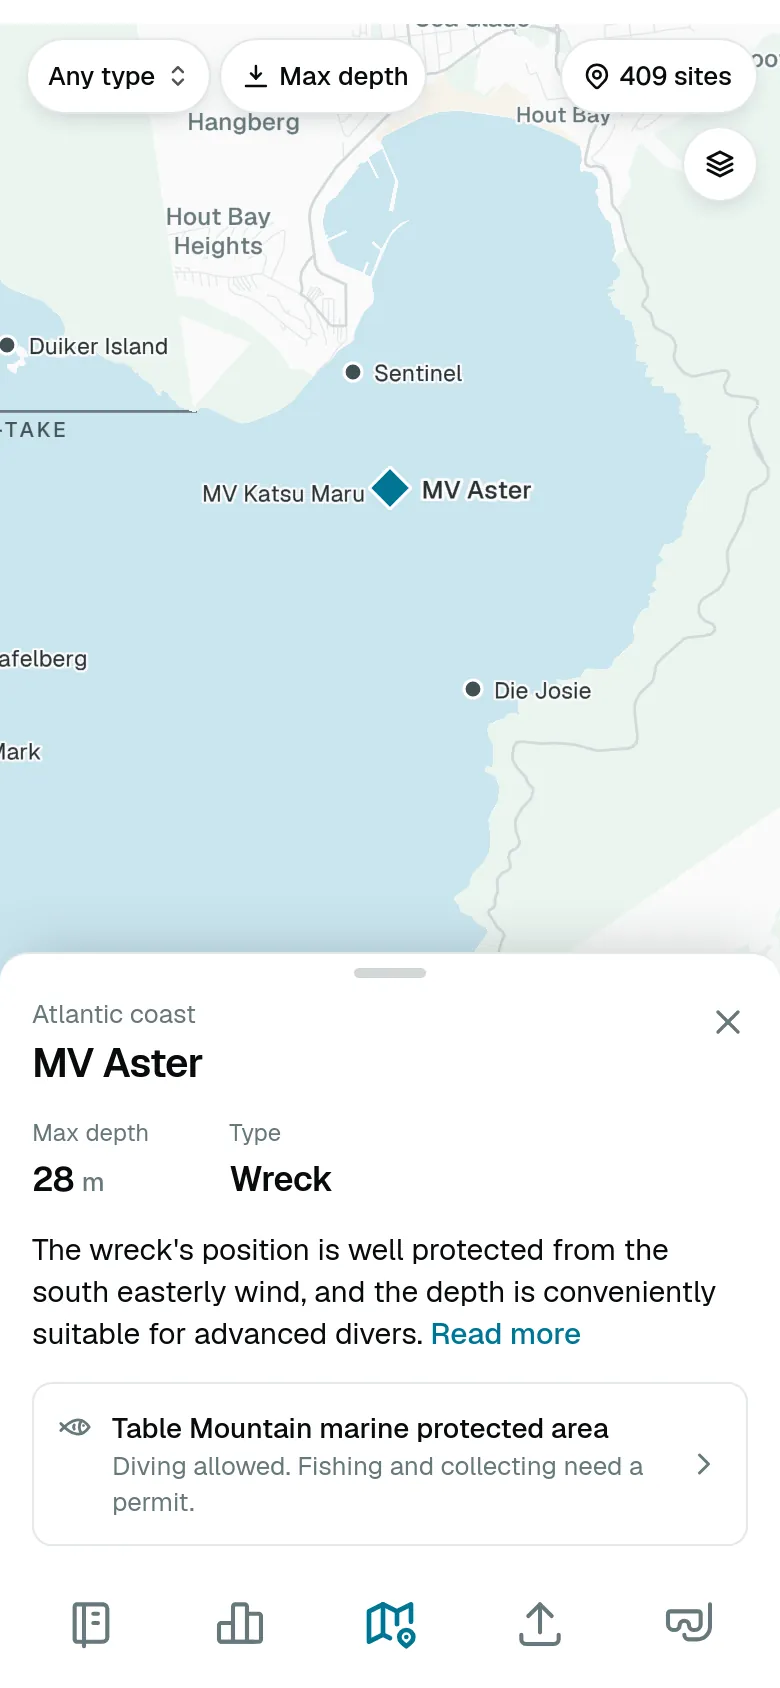 Any type
Max depth
409 sites
Hangberg
Hout Bay
Hout Bay
Heights
Duiker Island
Sentinel
-TAKE
MV Katsu Maru
MV Aster
afelberg
Die Josie
Mark
Atlantic coast
MV Aster
Max depth
Type
28 m
Wreck
The wreck's position is well protected from the
south easterly wind, and the depth is conveniently
suitable for advanced divers. Read more
Table Mountain marine protected area
Diving allowed. Fishing and collecting need a
permit.